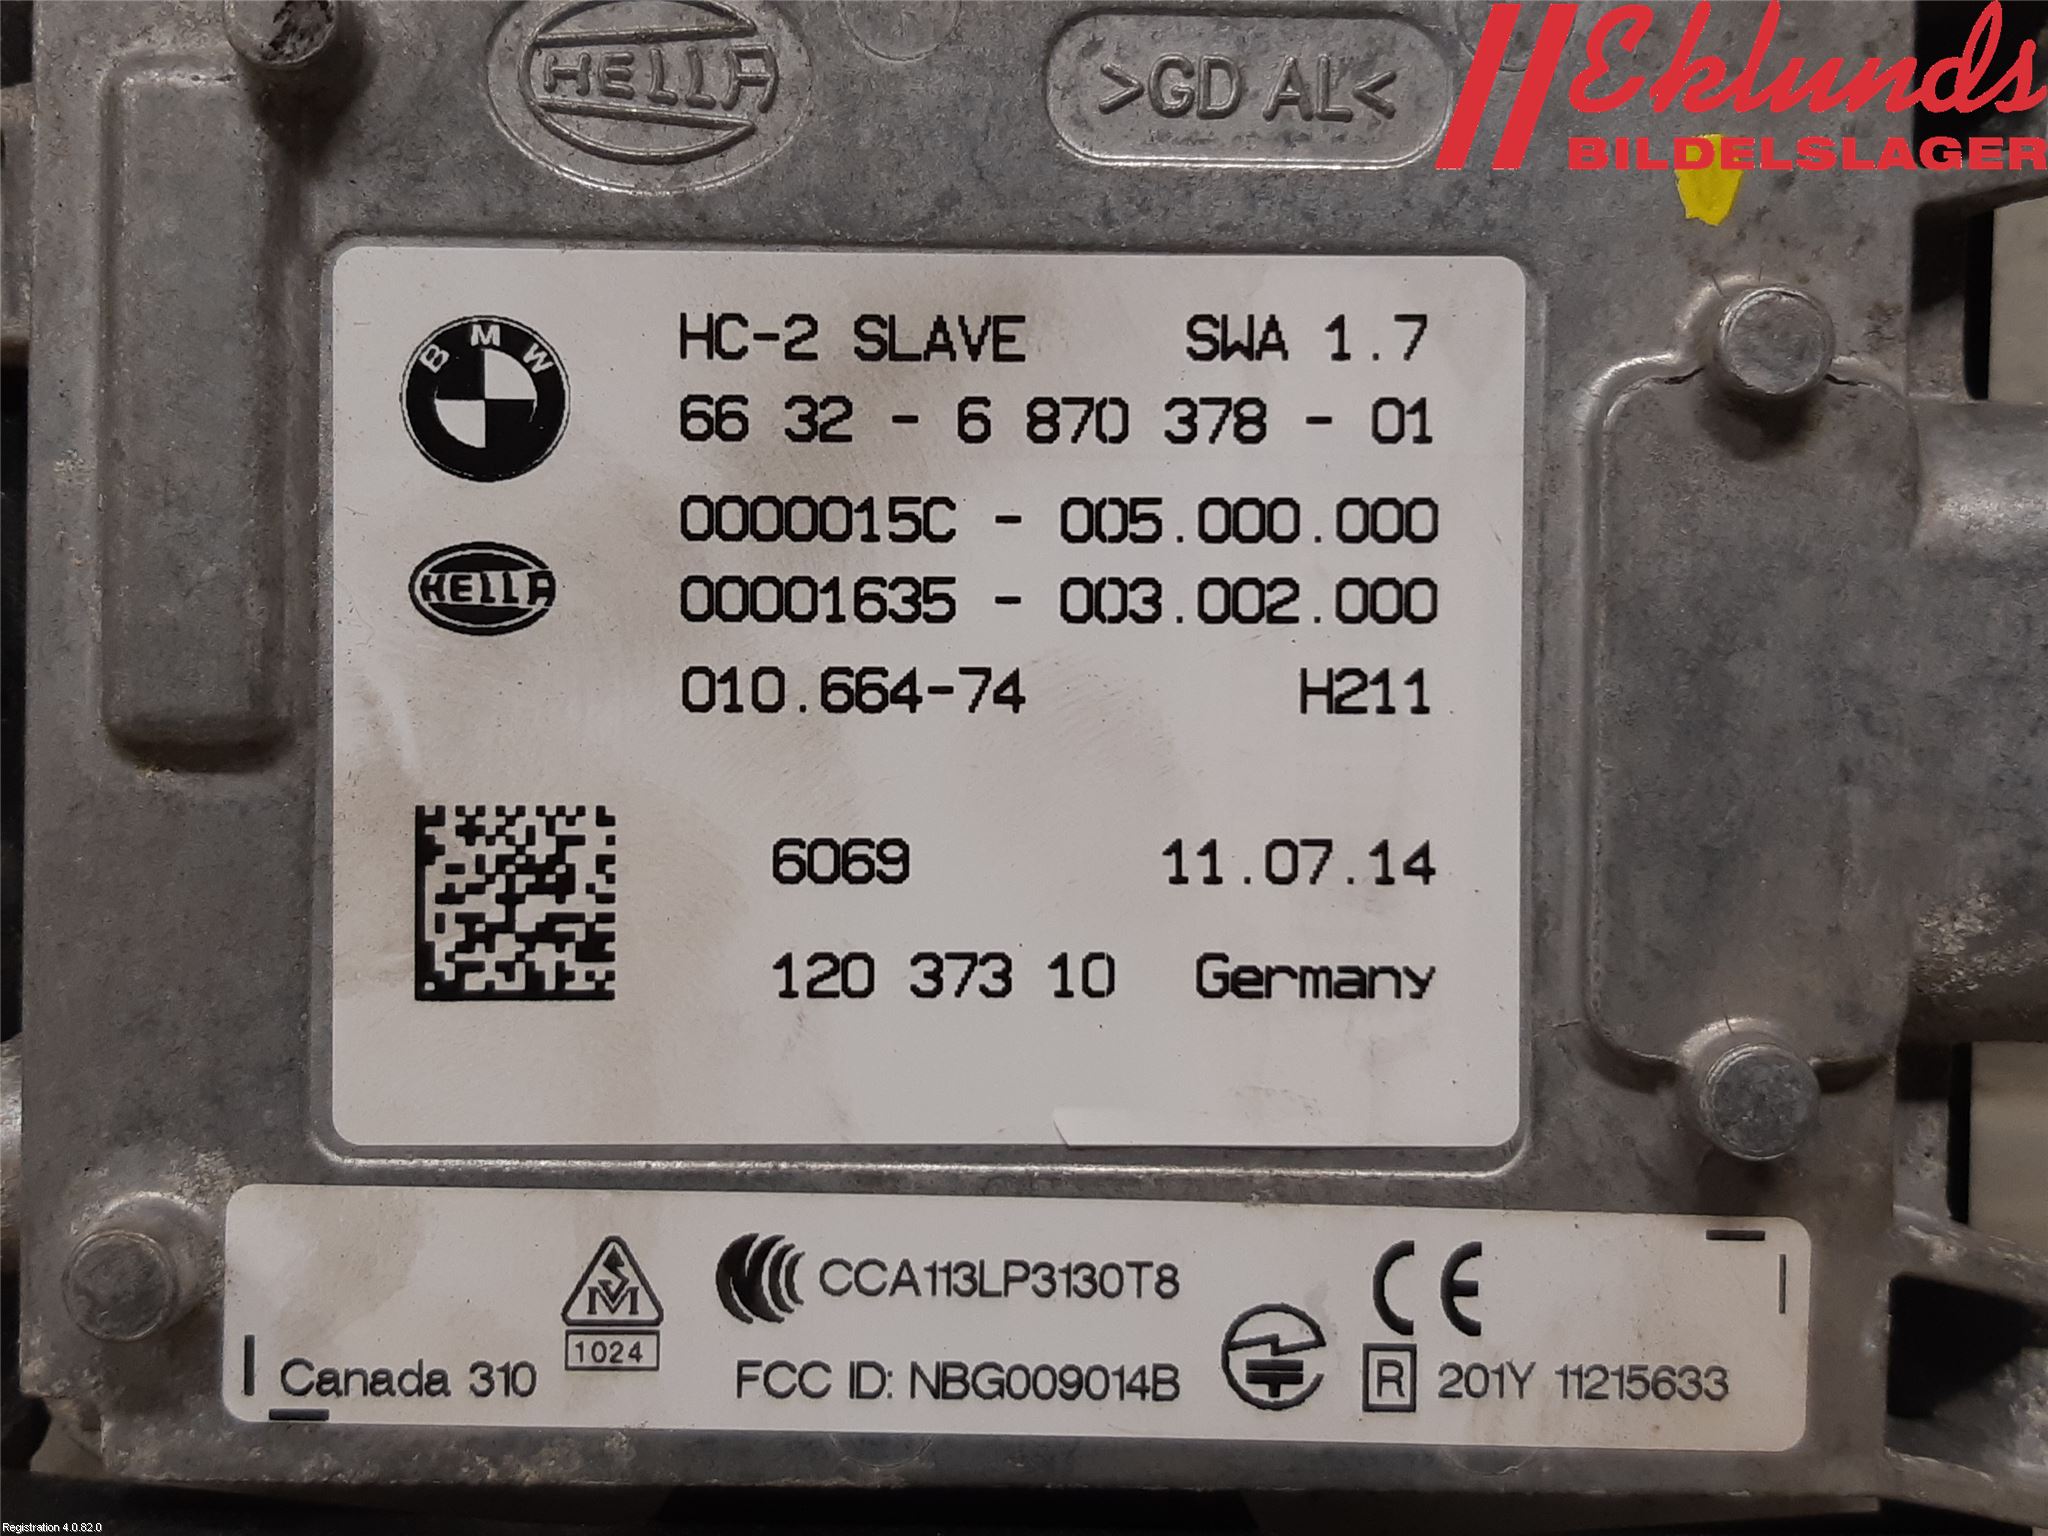 HELLA
>GD AL<
Eklunds
BILDELSLAGER
BMW
HC-2 SLAVE SWA 1.7
66 32 - 6 870 378 - 01
0000015C - 005.000.000
HELLA
00001635 - 003.002.000
010.664-74 H211
6069 11.07.14
120 373 10 Germany
CCA113LP3130T8
CE
1024
Canada 310
FCC ID: NBG009014B
R 201Y 11215633
Registration 4.0.82.0